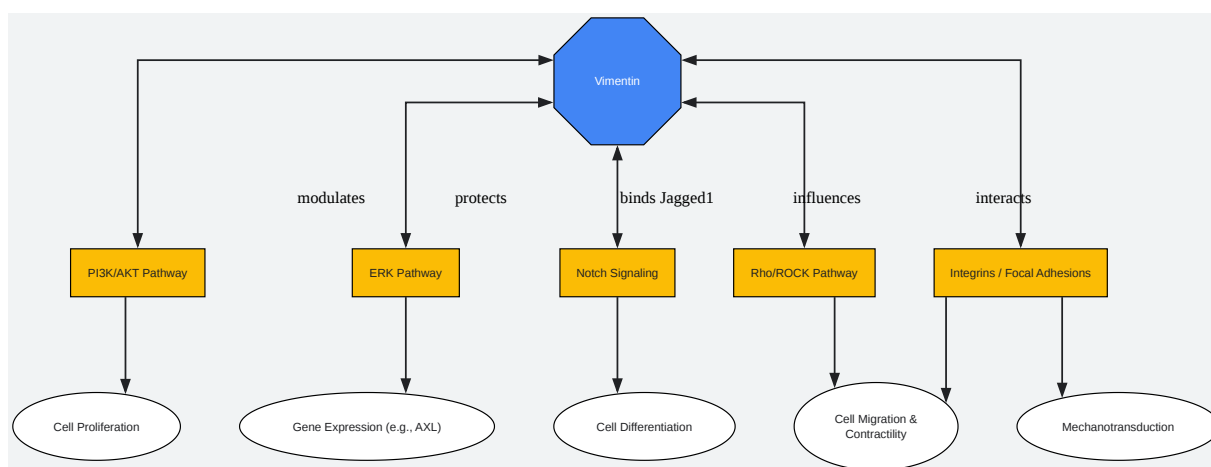 Vimentin
modulates
protects
binds Jagged1
influences
interacts
PI3K/AKT Pathway
ERK Pathway
Notch Signaling
Rho/ROCK Pathway
Integrins / Focal Adhesions
Cell Proliferation
Gene Expression (e.g., AXL)
Cell Differentiation
Cell Migration &
Contractility
Mechanotransduction